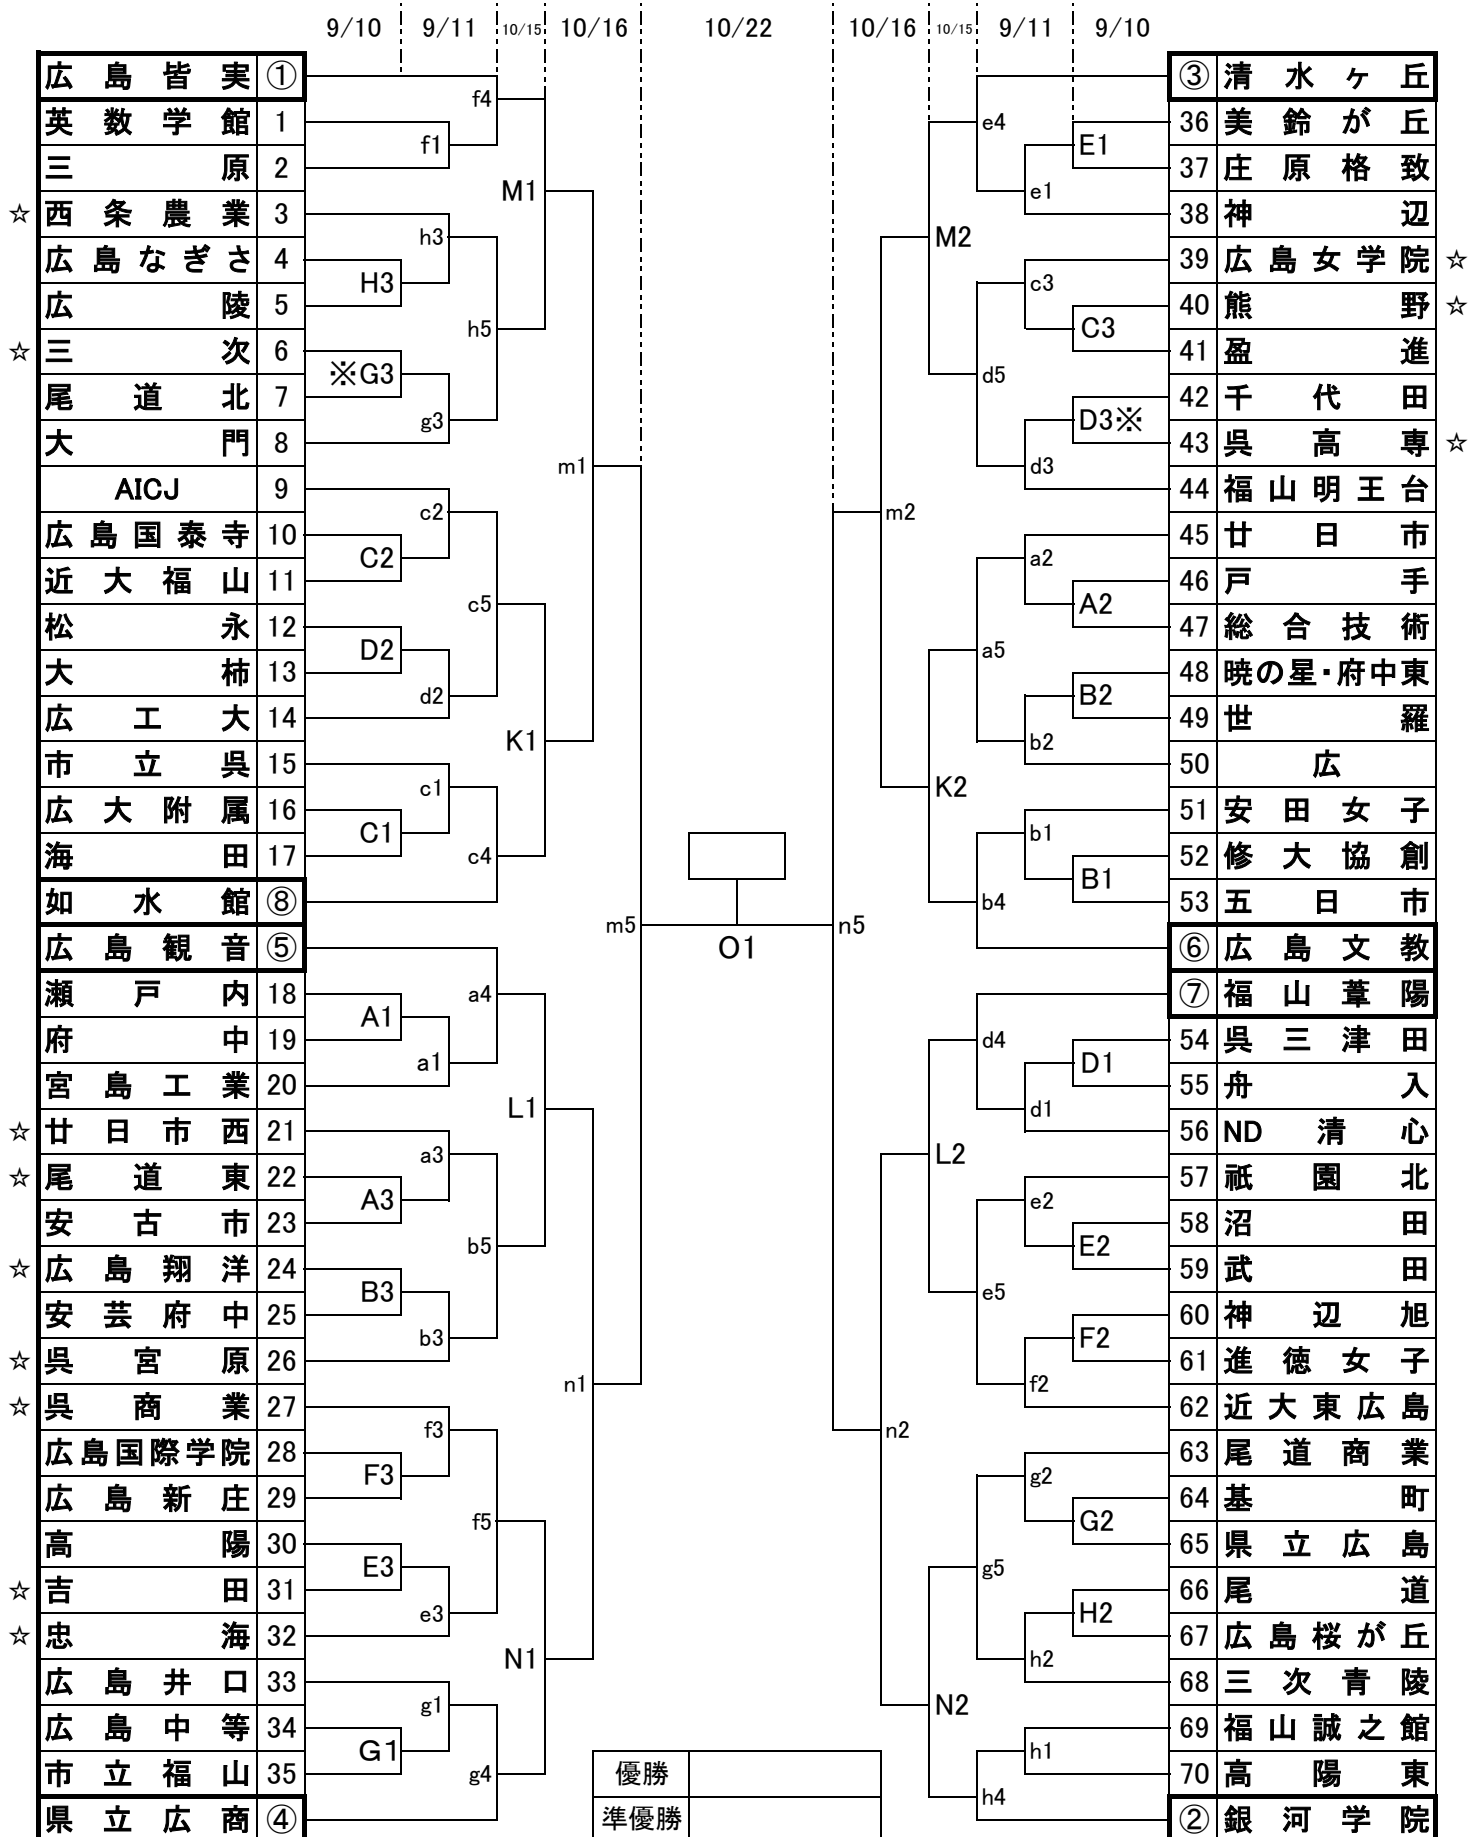 9/10 9/11 10/15 10/16 10/22 10/16 10/15 9/11 9/10
広島皆実 ①
英数学館 1
三原 2
☆ 西条農業 3
広島なぎさ 4
広陵 5
☆ 三次 6
尾道北 7
大門 8
AICJ 9
広島国泰寺 10
近大福山 11
松永 12
大柿 13
広工大 14
市立呉 15
広大附属 16
海田 17
如水館 ⑧
広島観音 ⑤
瀬戸内 18
府中 19
宮島工業 20
☆ 廿日市西 21
☆ 尾道東 22
安古市 23
☆ 広島翔洋 24
安芸府中 25
☆ 呉宮原 26
☆ 呉商業 27
広島国際学院 28
広島新庄 29
高陽 30
☆ 吉田 31
☆ 忠海 32
広島井口 33
広島中等 34
市立福山 35
県立広商 ④
H3
※G3
C2
D2
C1
A1
A3
B3
F3
E3
G1
f1
h3
g3
c2
d2
c1
a1
a3
b3
f3
e3
g1
f4
h5
c5
c4
a4
b5
f5
g4
M1
K1
L1
N1
m1
n1
m5
O1
n5
m2
n2
M2
K2
L2
N2
e4
d5
a5
b4
d4
e5
g5
h4
e1
c3
d3
a2
b2
b1
d1
e2
f2
g2
h2
h1
E1
C3
D3※
A2
B2
B1
D1
E2
F2
G2
H2
③ 清水ヶ丘
36 美鈴が丘
37 庄原格致
38 神辺
39 広島女学院 ☆
40 熊野 ☆
41 盈進
42 千代田
43 呉高専 ☆
44 福山明王台
45 廿日市
46 戸手
47 総合技術
48 暁の星・府中東
49 世羅
50 広
51 安田女子
52 修大協創
53 五日市
⑥ 広島文教
⑦ 福山葦陽
54 呉三津田
55 舟入
56 ND清心
57 祇園北
58 沼田
59 武田
60 神辺旭
61 進徳女子
62 近大東広島
63 尾道商業
64 基町
65 県立広島
66 尾道
67 広島桜が丘
68 三次青陵
69 福山誠之館
70 高陽東
② 銀河学院
優勝
準優勝